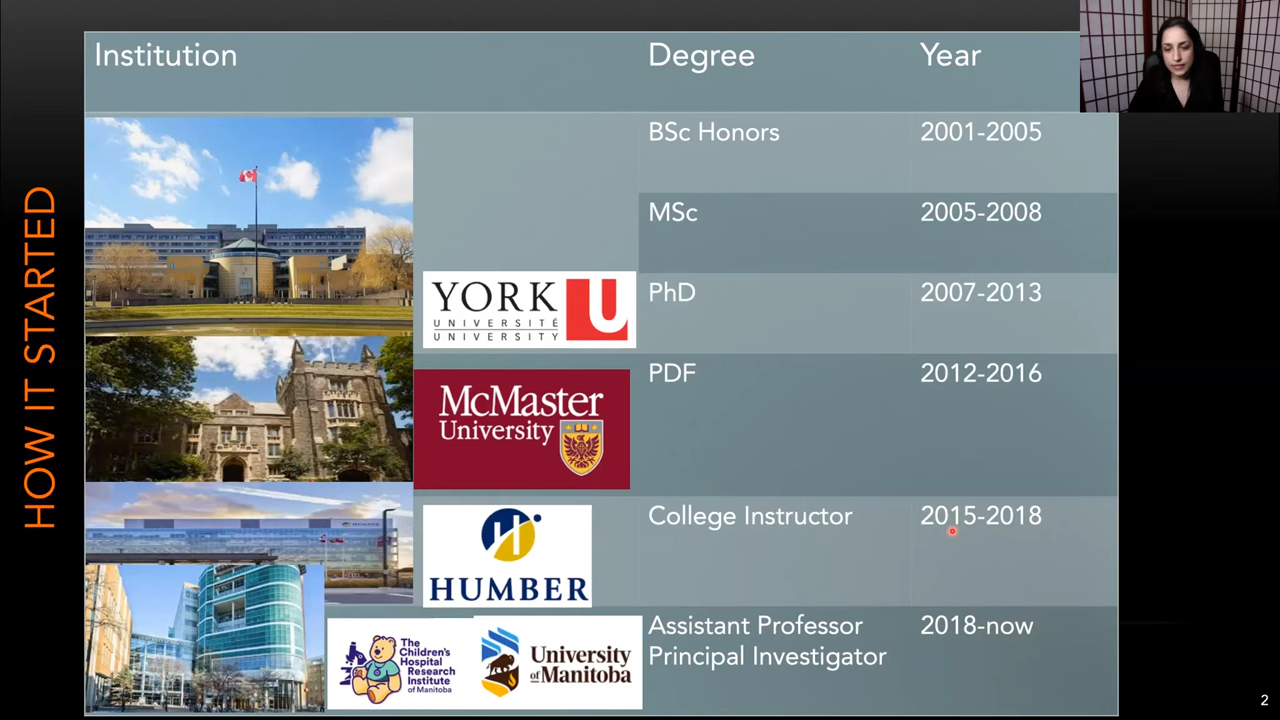 HOW IT STARTED
Institution
Degree
Year
BSc Honors
2001-2005
MSc
2005-2008
YORK
UNIVERSITÉ
UNIVERSITY
U
PhD
2007-2013
McMaster
University
PDF
2012-2016
HUMBER
H
HUMBER
College Instructor
2015-2018
The
Children's
Hospital
Research
Institute
of Manitoba
University
of Manitoba
Assistant Professor
Principal Investigator
2018-now
2